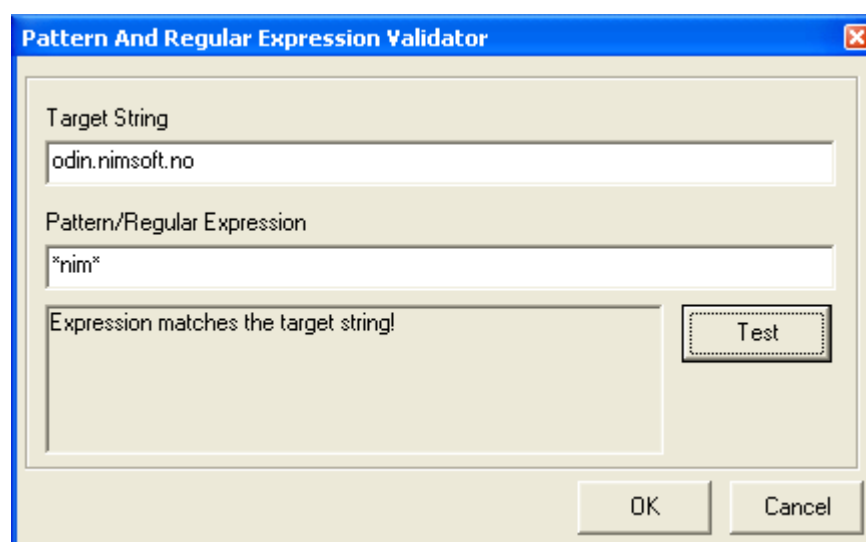 Pattern And Regular Expression Validator
Target String
odin.nimsoft.no
Pattern/Regular Expression
*nim*
Expression matches the target string!
Test
OK
Cancel